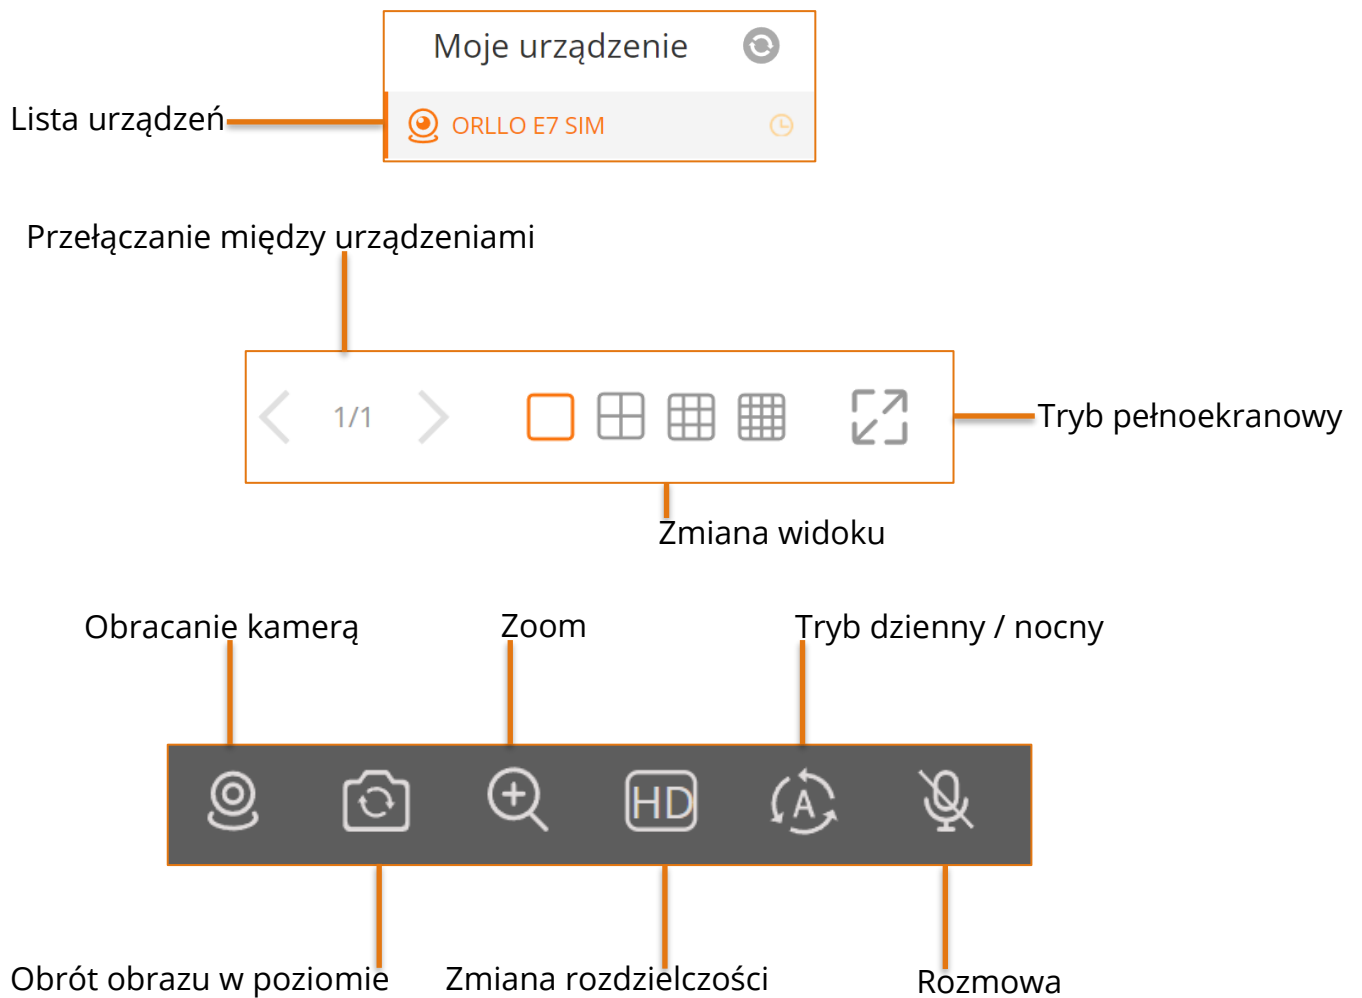 Moje urządzenie
Lista urządzeń
ORLLO E7 SIM
Przełączanie między urządzeniami
1/1
Tryb pełnoekranowy
Zmiana widoku
Obracanie kamerą
Zoom
Tryb dzienny / nocny
HD
A
Obrót obrazu w poziomie
Zmiana rozdzielczości
Rozmowa